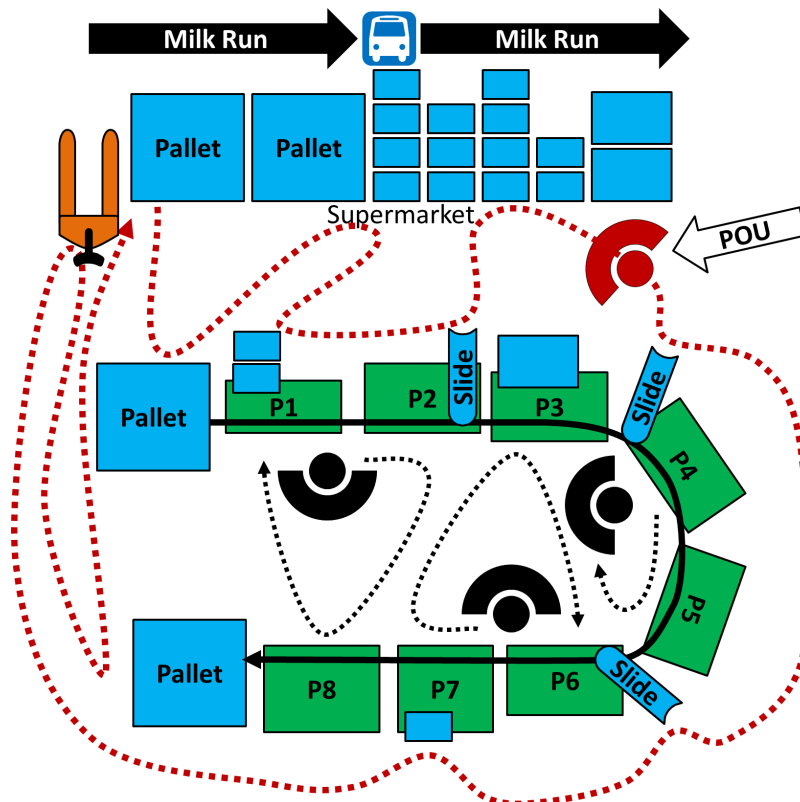 Milk Run
Milk Run
Pallet
Pallet
Supermarket
POU
Pallet
P1
P2
Slide
P3
Slide
P4
P5
Pallet
P8
P7
P6
Slide